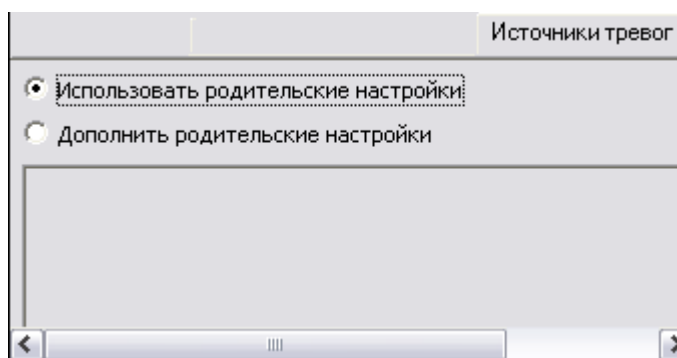 Источники тревог
Использовать родительские настройки
Дополнить родительские настройки